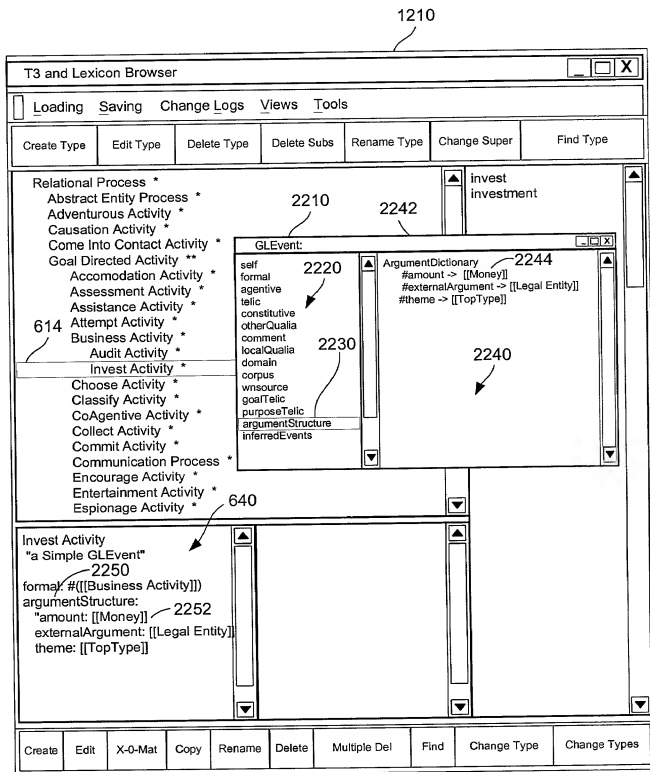 1210
T3 and Lexicon Browser
X
Loading Saving Change Logs Views Tools
Create Type Edit Type Delete Type Delete Subs Rename Type Change Super Find Type
Relational Process *
Abstract Entity Process *
Adventurous Activity *
Causation Activity *
Come Into Contact Activity *
Goal Directed Activity **
Accomodation Activity *
Assessment Activity *
Assistance Activity *
Attempt Activity *
Business Activity *
Audit Activity *
Invest Activity *
Choose Activity *
Classify Activity *
CoAgentive Activity *
Collect Activity *
Commit Activity *
Communication Process *
Encourage Activity *
Entertainment Activity *
Espionage Activity *
614
invest
investment
2210
2242
GLEvent:
X
self
formal
agentive
telic
constitutive
otherQualia
comment
localQualia
domain
corpus
wnsource
goalTelic
purposeTelic
argumentStructure
inferredEvents
2220
2230
ArgumentDictionary
#amount -> [[Money]]
#externalArgument -> [[Legal Entity]]
#theme -> [[TopType]]
2244
2240
640
Invest Activity
"a Simple GLEvent"
2250
formal: #([[Business Activity]])
argumentStructure:
"amount: [[Money]]
2252
externalArgument: [[Legal Entity]]
theme: [[TopType]]
Create Edit X-0-Mat Copy Rename Delete Multiple Del Find Change Type Change Types